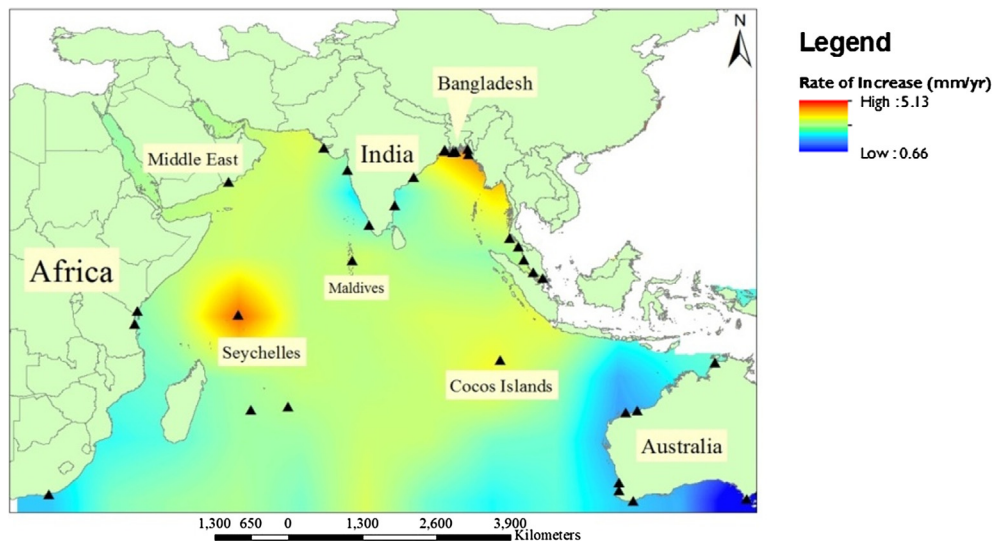 N
Legend
Rate of Increase (mm/yr)
High : 5.13
Low : 0.66
Bangladesh
India
Middle East
Africa
Maldives
Seychelles
Cocos Islands
Australia
1,300 650 0 1,300 2,600 3,900
Kilometers